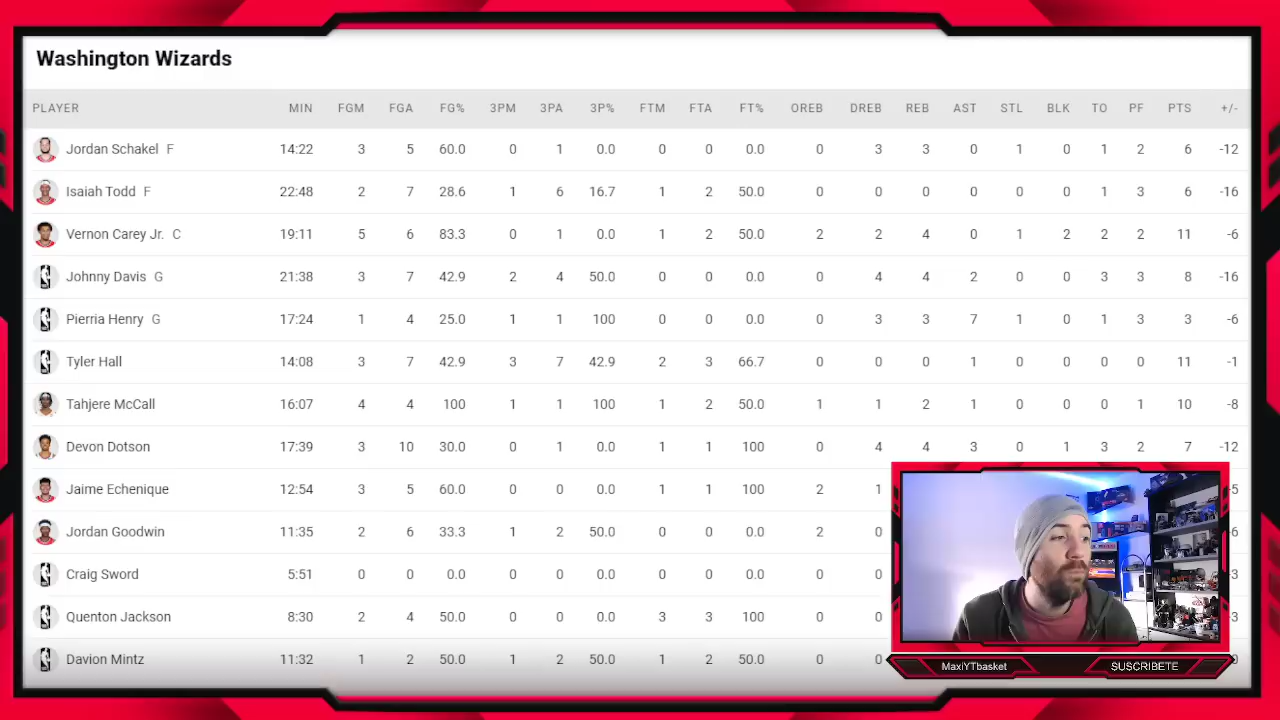 Washington Wizards
PLAYER MIN FGM FGA FG% 3PM 3PA 3P% FTM FTA FT% OREB DREB REB AST STL BLK TO PF PTS +/-
Jordan Schakel F 14:22 3 5 60.0 0 1 0.0 0 0 0.0 0 3 3 0 1 0 1 2 6 -12
Isaiah Todd F 22:48 2 7 28.6 1 6 16.7 1 2 50.0 0 0 0 0 0 0 1 3 6 -16
Vernon Carey Jr. C 19:11 5 6 83.3 0 1 0.0 1 2 50.0 2 2 4 0 1 2 2 2 11 -6
Johnny Davis G 21:38 3 7 42.9 2 4 50.0 0 0 0.0 0 4 4 2 0 0 3 3 8 -16
Pierria Henry G 17:24 1 4 25.0 1 1 100 0 0 0.0 0 3 3 7 1 0 1 3 3 -6
Tyler Hall 14:08 3 7 42.9 3 7 42.9 2 3 66.7 0 0 0 1 0 0 0 0 11 -1
Tahjere McCall 16:07 4 4 100 1 1 100 1 2 50.0 1 1 2 1 0 0 0 1 10 -8
Devon Dotson 17:39 3 10 30.0 0 1 0.0 1 1 100 0 4 4 3 0 1 3 2 7 -12
Jaime Echenique 12:54 3 5 60.0 0 0 0.0 1 1 100 2 1
Jordan Goodwin 11:35 2 6 33.3 1 2 50.0 0 0 0.0 2 0
Craig Sword 5:51 0 0 0.0 0 0 0.0 0 0 0.0 0 0
Quenton Jackson 8:30 2 4 50.0 0 0 0.0 3 3 100 0 0
Davion Mintz 11:32 1 2 50.0 1 2 50.0 1 2 50.0 0 0
MaxiYTbasket SUSCRIBETE